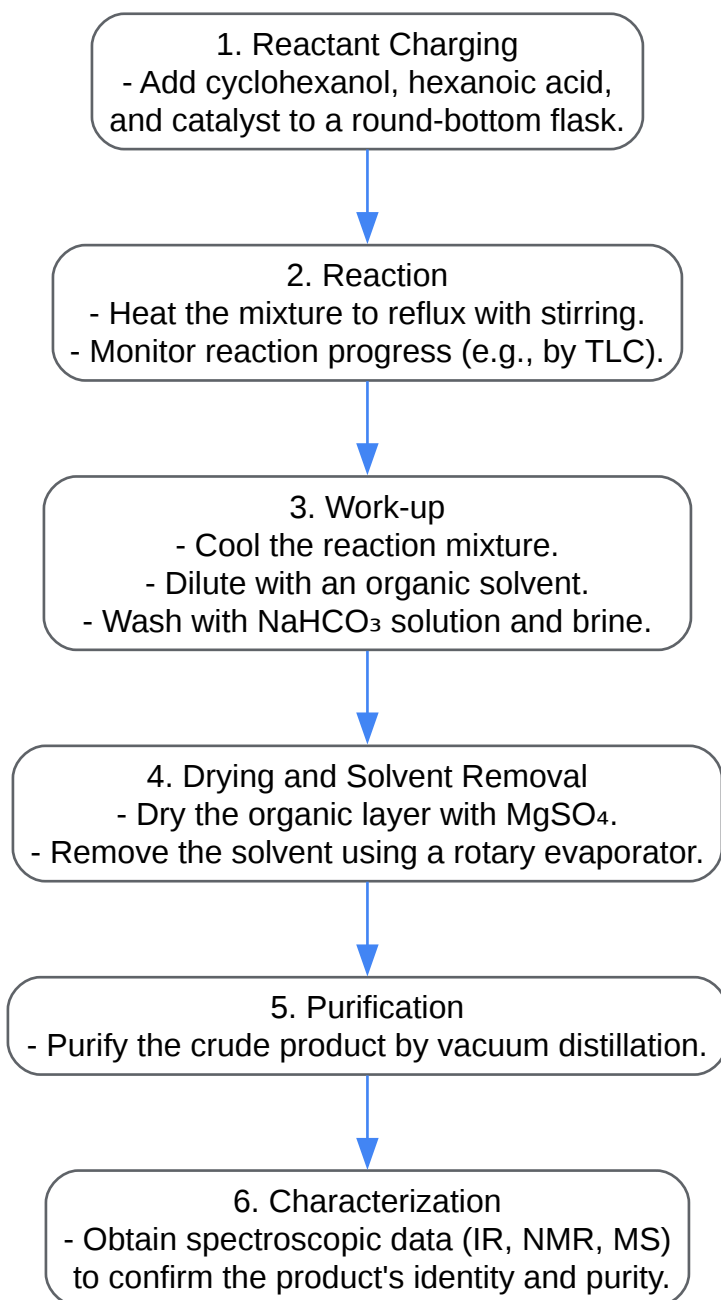 1. Reactant Charging
- Add cyclohexanol, hexanoic acid,
and catalyst to a round-bottom flask.
2. Reaction
- Heat the mixture to reflux with stirring.
- Monitor reaction progress (e.g., by TLC).
3. Work-up
- Cool the reaction mixture.
- Dilute with an organic solvent.
- Wash with NaHCO₃ solution and brine.
4. Drying and Solvent Removal
- Dry the organic layer with MgSO₄.
- Remove the solvent using a rotary evaporator.
5. Purification
- Purify the crude product by vacuum distillation.
6. Characterization
- Obtain spectroscopic data (IR, NMR, MS)
to confirm the product's identity and purity.